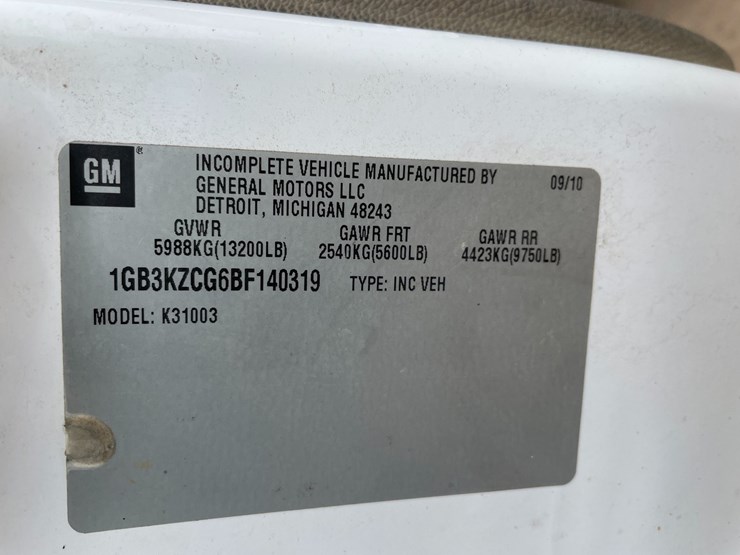 GM®
INCOMPLETE VEHICLE MANUFACTURED BY 09/10
GENERAL MOTORS LLC
DETROIT, MICHIGAN 48243
GVWR GAWR FRT GAWR RR
5988KG(13200LB) 2540KG(5600LB) 4423KG(9750LB)
1GB3KZCG6BF140319 TYPE: INC VEH
MODEL: K31003